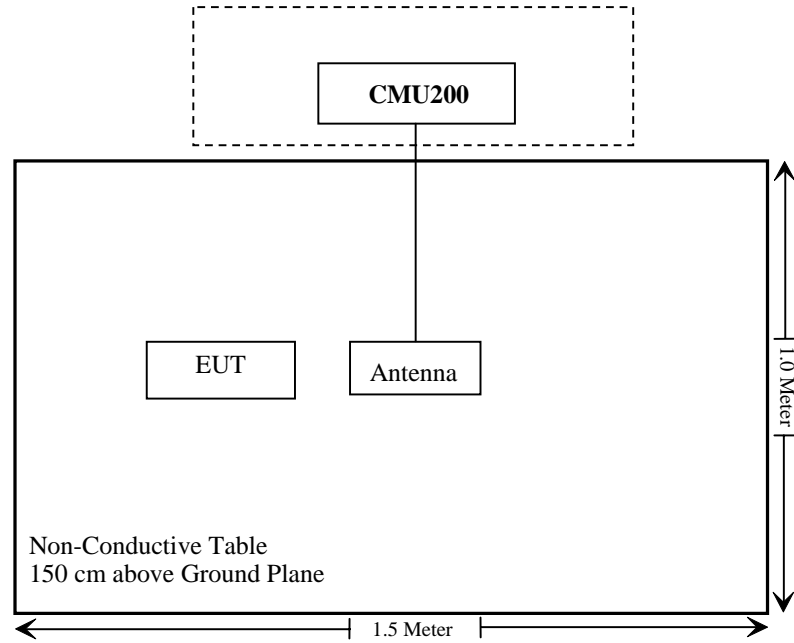 CMU200
EUT
Antenna
1.0 Meter
Non-Conductive Table
150 cm above Ground Plane
1.5 Meter